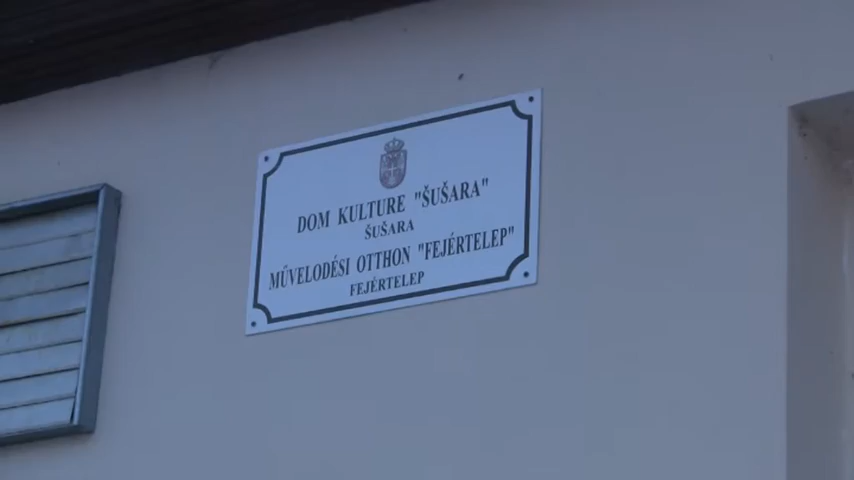 DOM KULTURE "ŠUŠARA"
ŠUŠARA
MŰVELODÉSI OTTHON "FEJÉRTELEP"
FEJÉRTELEP